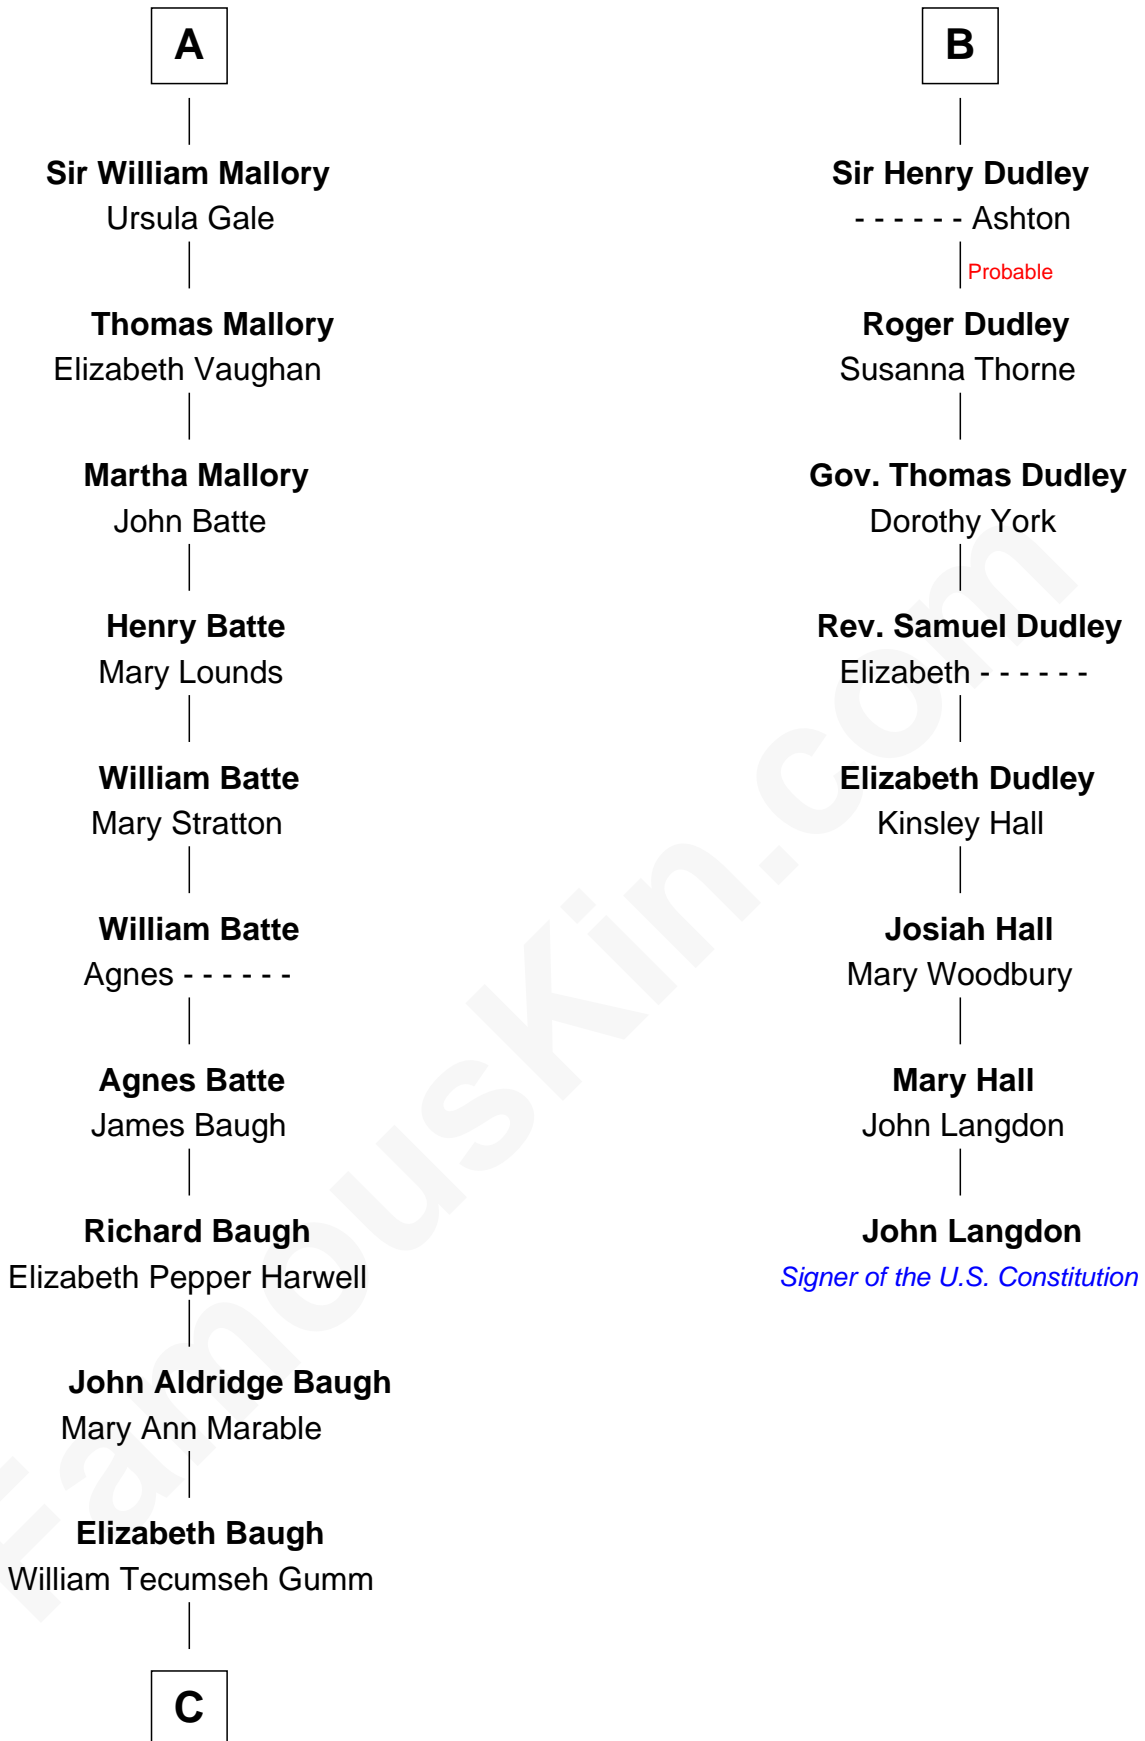 A
Sir William Mallory
Ursula Gale
Thomas Mallory
Elizabeth Vaughan
Martha Mallory
John Batte
Henry Batte
Mary Lounds
William Batte
Mary Stratton
William Batte
Agnes - - - - - -
Agnes Batte
James Baugh
Richard Baugh
Elizabeth Pepper Harwell
John Aldridge Baugh
Mary Ann Marable
Elizabeth Baugh
William Tecumseh Gumm
C
B
Sir Henry Dudley
- - - - - - Ashton
Probable
Roger Dudley
Susanna Thorne
Gov. Thomas Dudley
Dorothy York
Rev. Samuel Dudley
Elizabeth - - - - - -
Elizabeth Dudley
Kinsley Hall
Josiah Hall
Mary Woodbury
Mary Hall
John Langdon
John Langdon
Signer of the U.S. Constitution
FamousKin.com